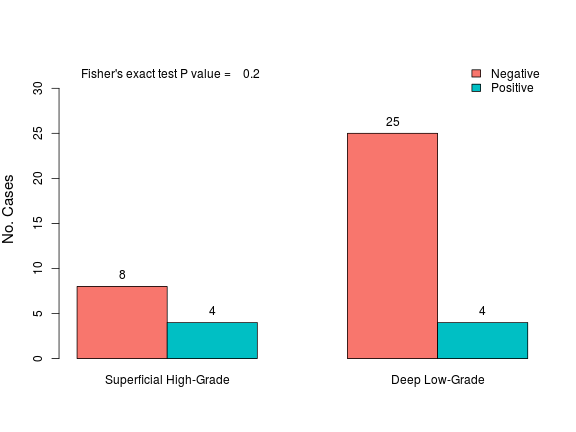 Fisher's exact test P value = 0.2
Negative
Positive
No. Cases
30
25
20
15
10
5
0
8
4
25
4
Superficial High-Grade
Deep Low-Grade